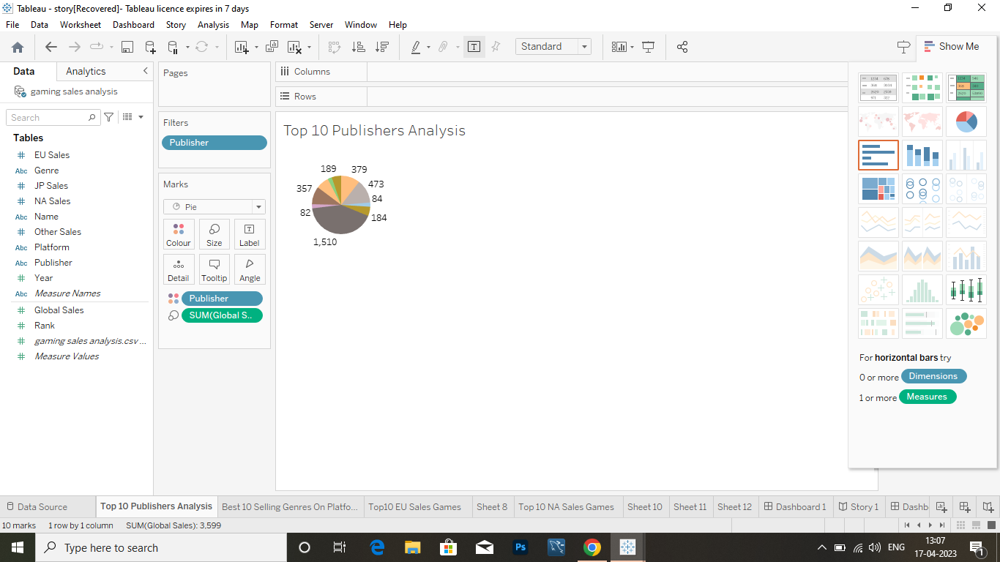 Tableau - story[Recovered]- Tableau licence expires in 7 days
File Data Worksheet Dashboard Story Analysis Map Format Server Window Help
Standard
Show Me
Data Analytics
gaming sales analysis
Search
Tables
EU Sales
Abc Genre
JP Sales
NA Sales
Abc Name
Other Sales
Abc Platform
Abc Publisher
Year
Abc Measure Names
Global Sales
Rank
gaming sales analysis.csv ...
Measure Values
Pages
Filters
Publisher
Marks
Pie
Colour Size Label
Detail Tooltip Angle
Publisher
SUM(Global S..
Columns
Rows
Top 10 Publishers Analysis
189 379
473
357
84
82
184
1,510
For horizontal bars try
0 or more Dimensions
1 or more Measures
Data Source Top 10 Publishers Analysis Best 10 Selling Genres On Platfo... Top10 EU Sales Games Sheet 8 Top 10 NA Sales Games Sheet 10 Sheet 11 Sheet 12 Dashboard 1 Story 1 Dashb
10 marks 1 row by 1 column SUM(Global Sales): 3,599
Type here to search
Ps
ENG
13:07
17-04-2023
1